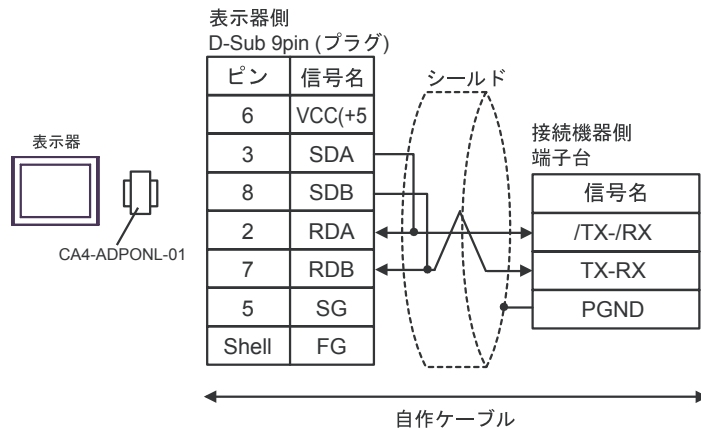 表示器側
D-Sub 9pin (プラグ)
ピン 信号名
6 VCC(+5
3 SDA
8 SDB
2 RDA
7 RDB
5 SG
Shell FG
シールド
接続機器側
端子台
信号名
/TX-/RX
TX-RX
PGND
表示器
CA4-ADPONL-01
自作ケーブル